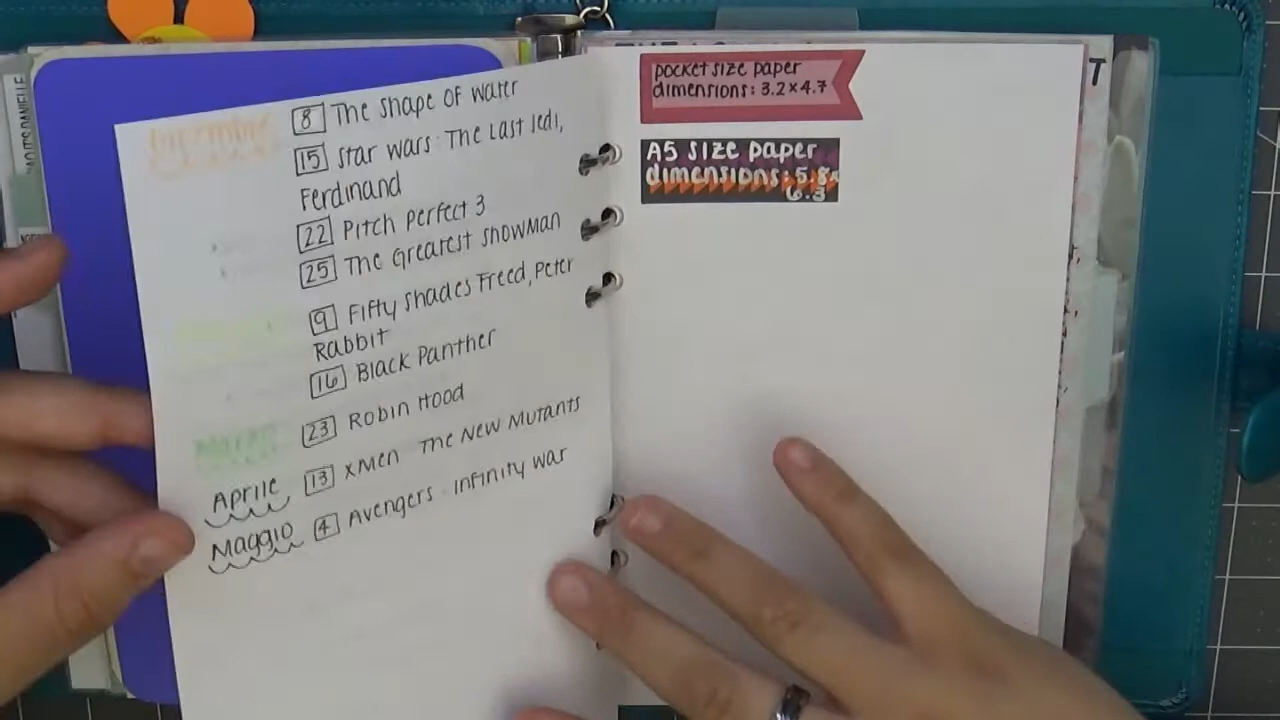 8 The Shape of Water
15 Star Wars: The Last Jedi,
Ferdinand
22 Pitch Perfect 3
25 The Greatest Showman
9 Fifty Shades Freed, Peter
Rabbit
16 Black Panther
23 Robin Hood
Aprile 13 XMen The New Mutants
Maggio 4 Avengers · Infinity War
pocket size paper
dimensions: 3.2x4.7
A5 size paper
dimensions: 5.8x
6.3
T